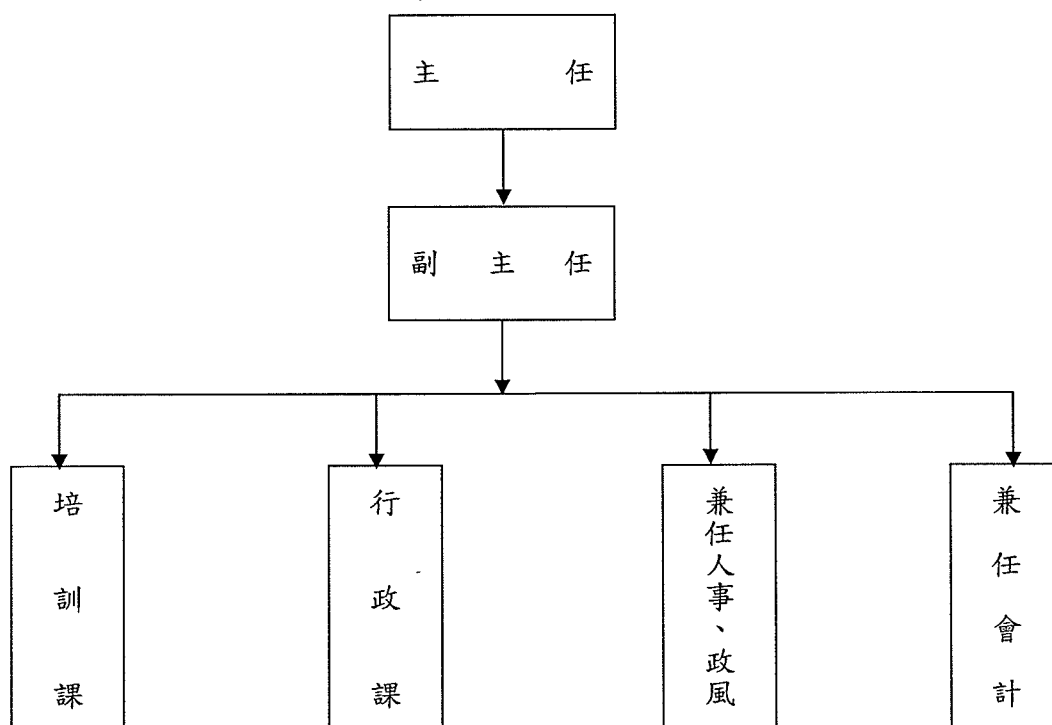 主任
副主任
培訓課
行政課
兼任人事、政風
兼任會計